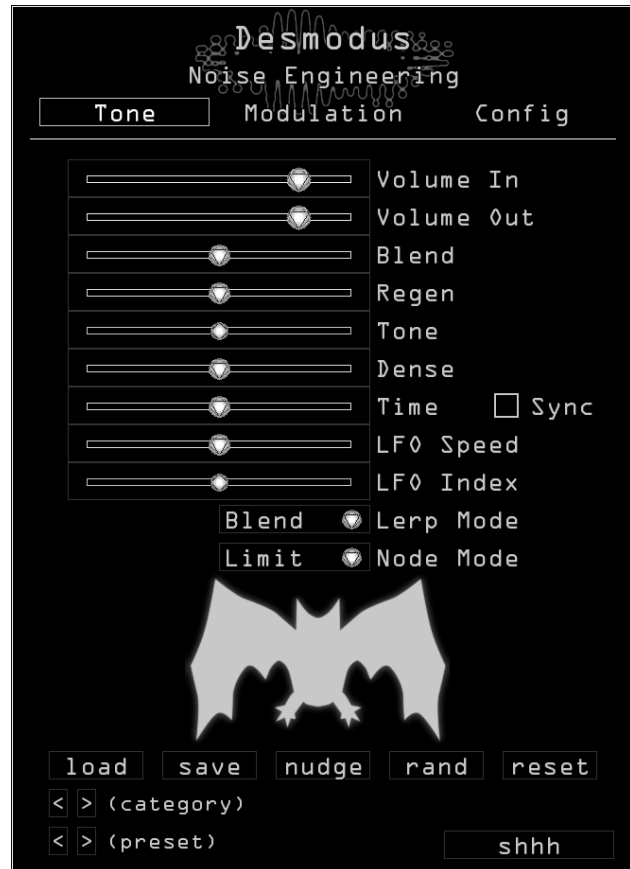 Desmodus
Noise Engineering
Tone Modulation Config
Volume In
Volume Out
Blend
Regen
Tone
Dense
Time Sync
LFO Speed
LFO Index
Blend Lerp Mode
Limit Node Mode
load save nudge rand reset
< > (category)
< > (preset)
shhh